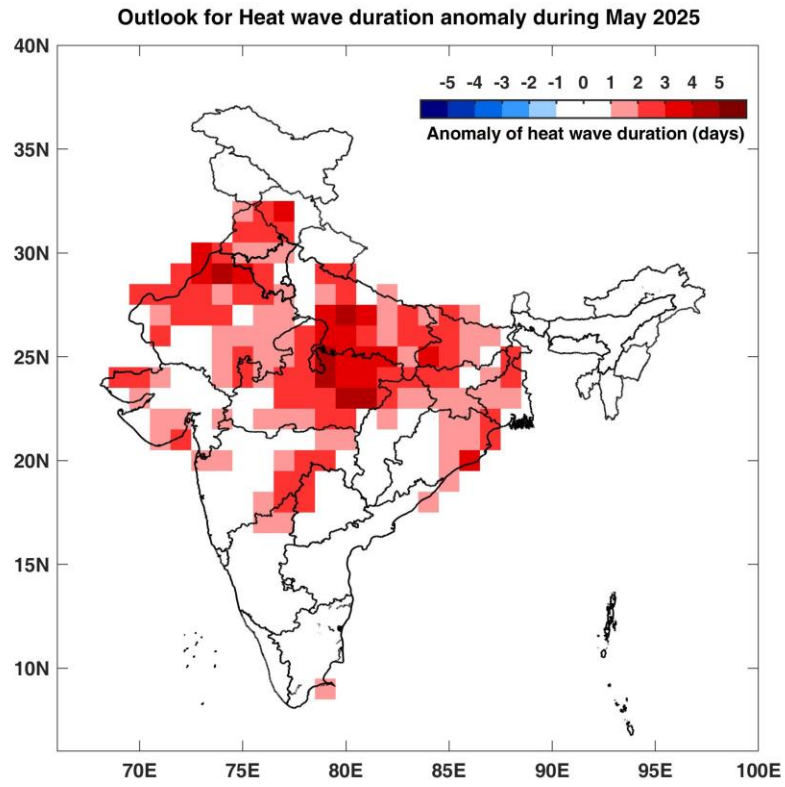 Outlook for Heat wave duration anomaly during May 2025
40N
-5 -4 -3 -2 -1 0 1 2 3 4 5
Anomaly of heat wave duration (days)
35N
30N
25N
20N
15N
10N
70E 75E 80E 85E 90E 95E 100E